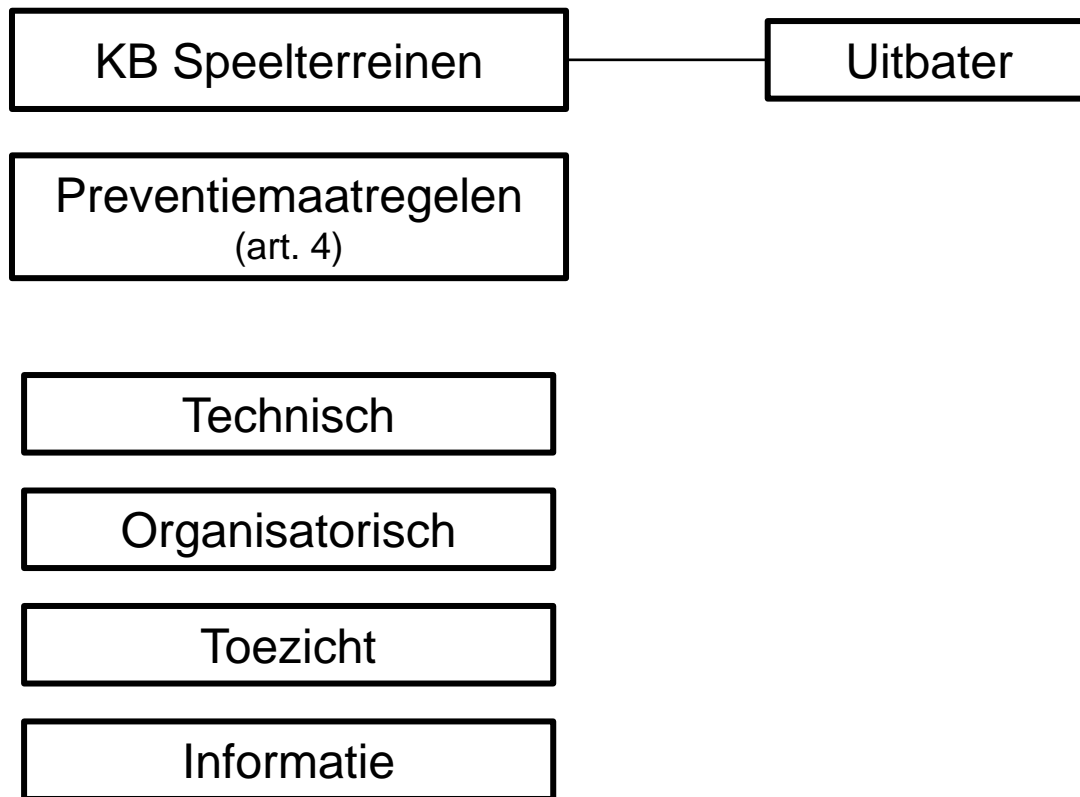 KB Speelterreinen
Uitbater
Preventiemaatregelen
(art. 4)
Technisch
Organisatorisch
Toezicht
Informatie